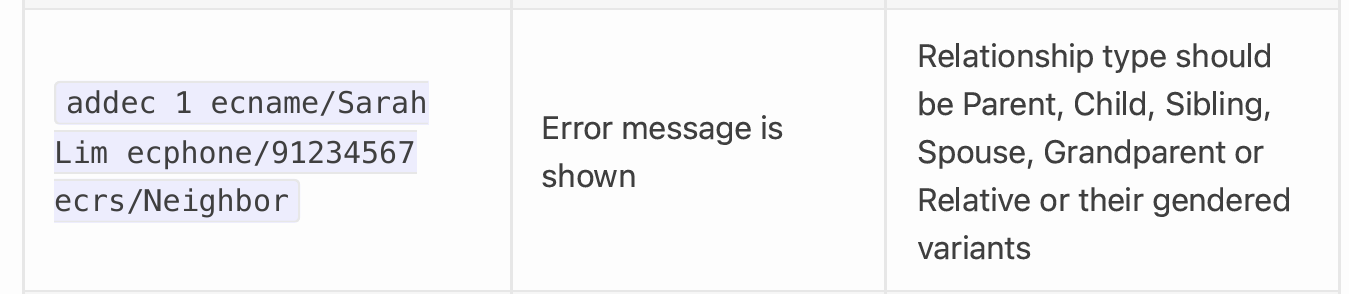 addec 1 ecname/Sarah
Lim ecphone/91234567
ecrs/Neighbor
Error message is
shown
Relationship type should
be Parent, Child, Sibling,
Spouse, Grandparent or
Relative or their gendered
variants